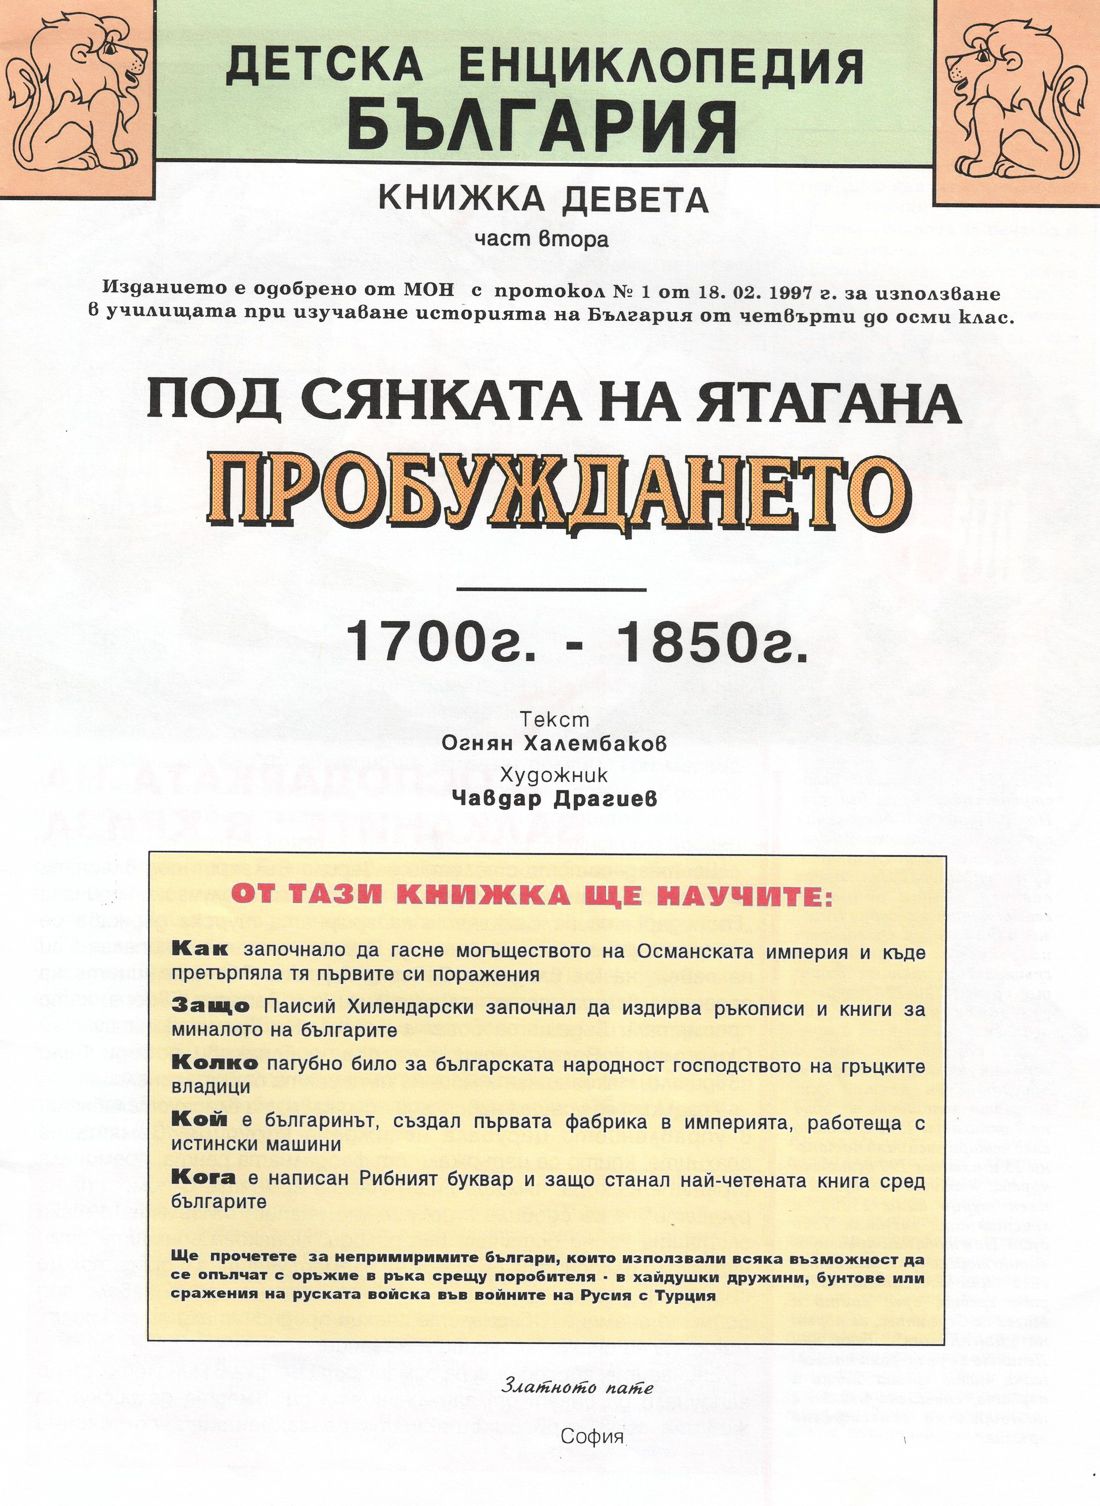 ДЕТСКА ЕНЦИКЛОПЕДИЯ
БЪЛГАРИЯ
КНИЖКА ДЕВЕТА
част втора
Изданието е одобрено от МОН с протокол № 1 от 18. 02. 1997 г. за използване
в училищата при изучаване историята на България от четвърти до осми клас.
ПОД СЯНКАТА НА ЯТАГАНА
ПРОБУЖДАНЕТО
1700г. - 1850г.
Текст
Огнян Халембаков
Художник
Чавдар Драгиев
ОТ ТАЗИ КНИЖКА ЩЕ НАУЧИТЕ:
Как започнало да гасне могъществото на Османската империя и къде
претърпяла тя първите си поражения
Защо Паисий Хилендарски започнал да издирва ръкописи и книги за
миналото на българите
Колко пагубно било за българската народност господството на гръцките
владици
Кой е българинът, създал първата фабрика в империята, работеща с
истински машини
Кога е написан Рибният буквар и защо станал най-четената книга сред
българите
Ще прочетете за непримиримите българи, които използвали всяка възможност да
се опълчат с оръжие в ръка срещу поробителя - в хайдушки дружини, бунтове или
сражения на руската войска във войните на Русия с Турция
Златното пате
София